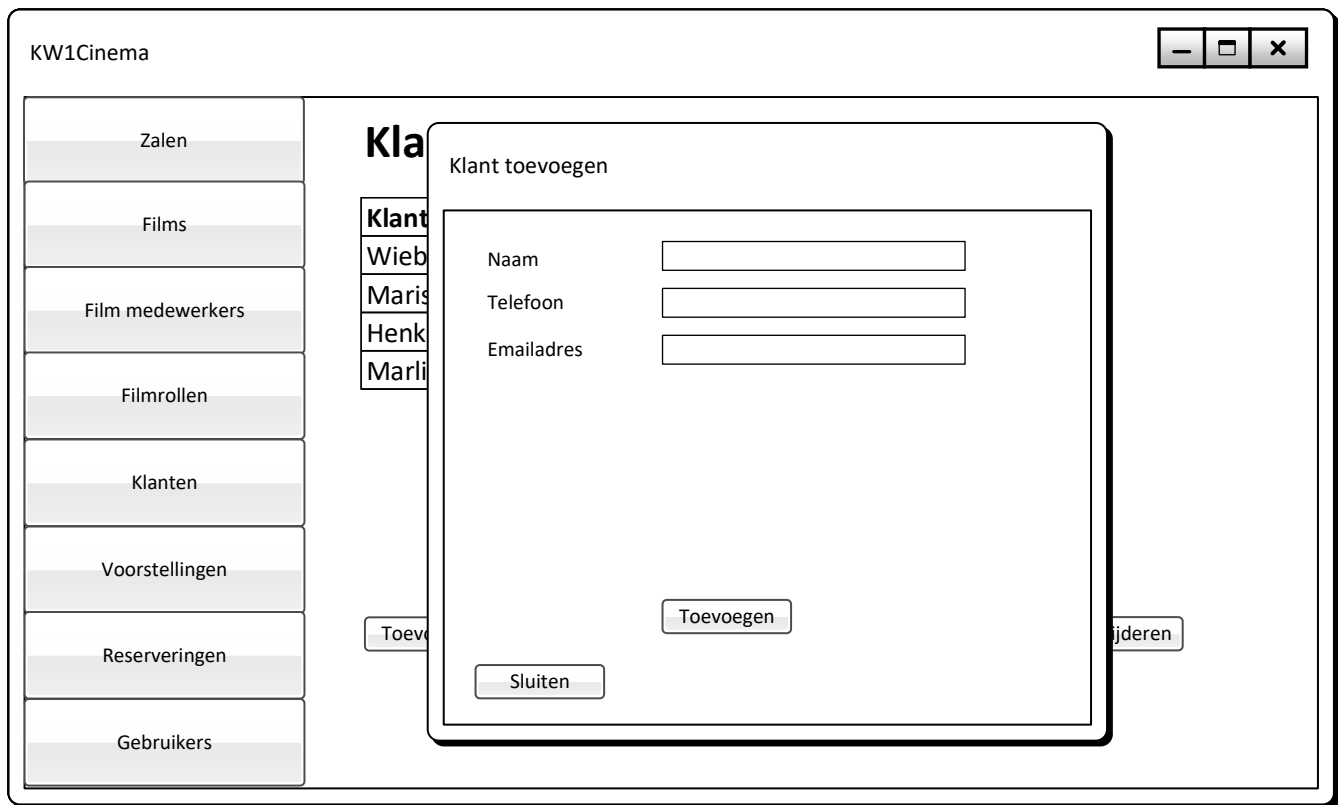 KW1Cinema
Zalen
Films
Film medewerkers
Filmrollen
Klanten
Voorstellingen
Reserveringen
Gebruikers
Kla
Klant
Wieb
Maris
Henk
Marli
Toevo
ijderen
Klant toevoegen
Naam
Telefoon
Emailadres
Toevoegen
Sluiten